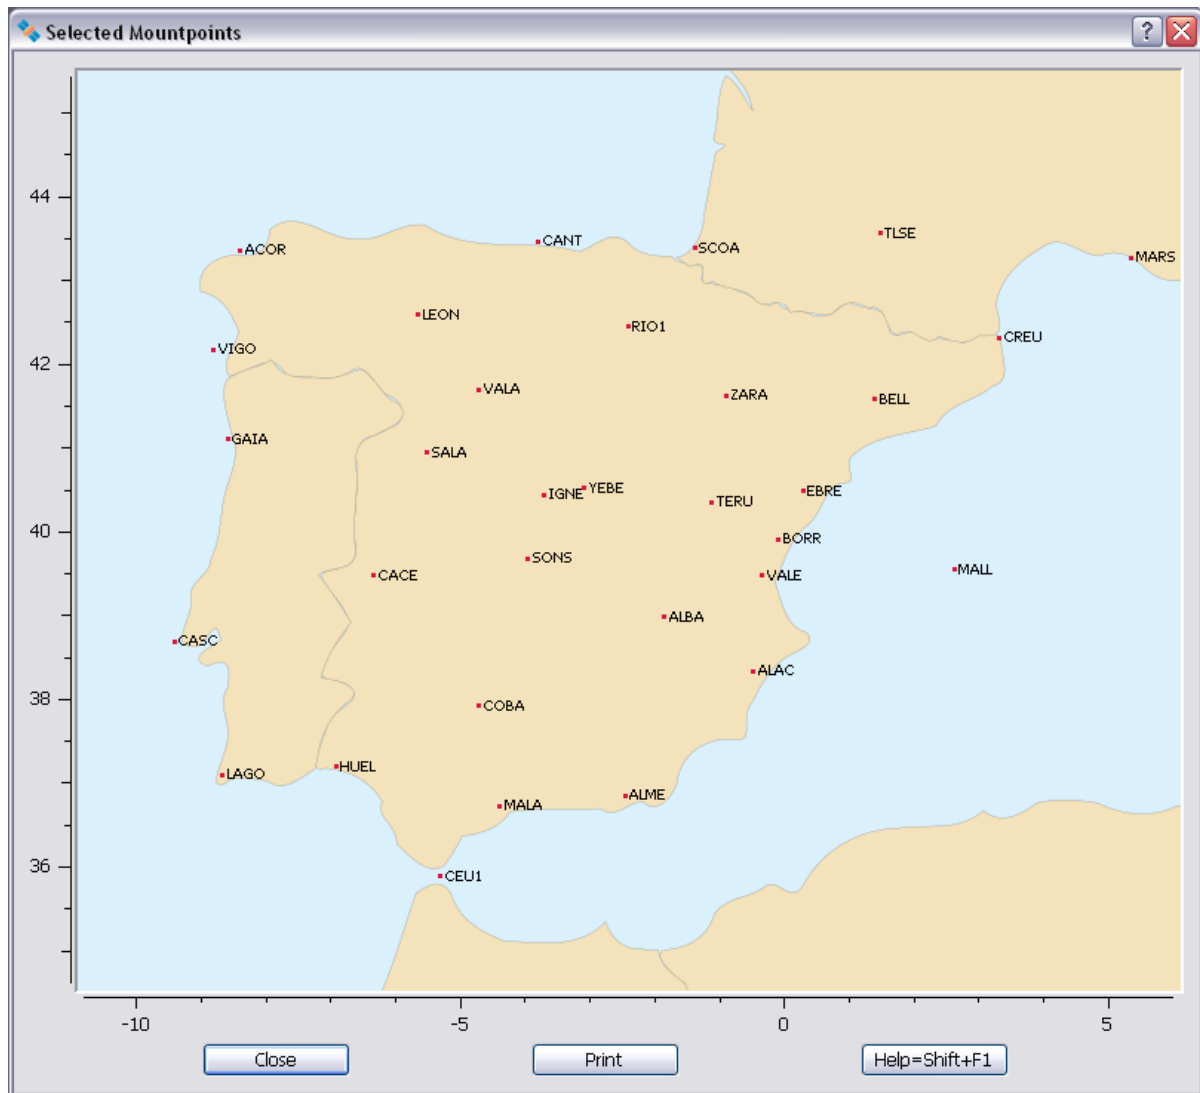 Selected Mountpoints
?
44
42
40
38
36
ACOR
CANT
SCOA
TLSE
MARS
LEON
RIO1
CREU
VIGO
VALA
ZARA
BELL
GAIA
SALA
IGNE
YEBE
TERU
EBRE
BORR
SONS
CACE
VALE
MALL
ALBA
CASC
ALAC
COBA
LAGO
HUEL
MALA
ALME
CEU1
-10 -5 0 5
Close Print Help=Shift+F1